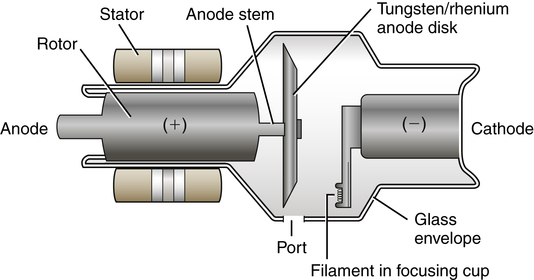 Stator
Anode stem
Tungsten/rhenium
anode disk
Rotor
Anode
(+)
(−)
Cathode
Port
Glass
envelope
Filament in focusing cup